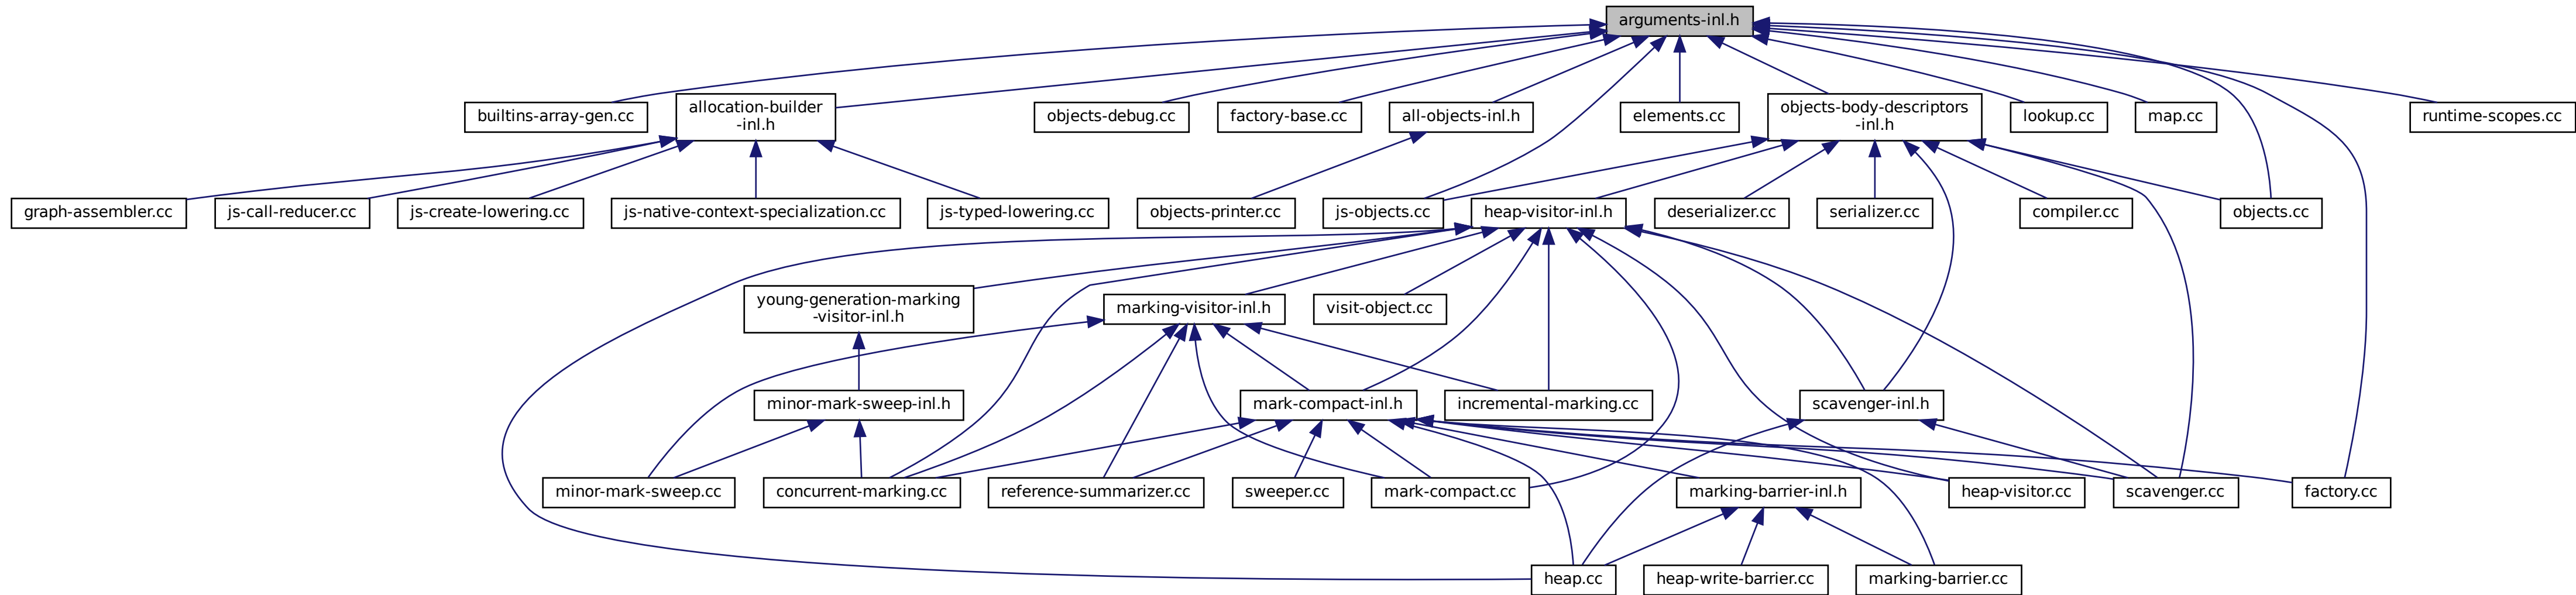 arguments-inl.h
builtins-array-gen.cc
allocation-builder
-inl.h
objects-debug.cc
factory-base.cc
all-objects-inl.h
elements.cc
objects-body-descriptors
-inl.h
lookup.cc
map.cc
runtime-scopes.cc
graph-assembler.cc
js-call-reducer.cc
js-create-lowering.cc
js-native-context-specialization.cc
js-typed-lowering.cc
objects-printer.cc
js-objects.cc
heap-visitor-inl.h
deserializer.cc
serializer.cc
compiler.cc
objects.cc
young-generation-marking
-visitor-inl.h
marking-visitor-inl.h
visit-object.cc
minor-mark-sweep-inl.h
mark-compact-inl.h
incremental-marking.cc
scavenger-inl.h
minor-mark-sweep.cc
concurrent-marking.cc
reference-summarizer.cc
sweeper.cc
mark-compact.cc
marking-barrier-inl.h
heap-visitor.cc
scavenger.cc
factory.cc
heap.cc
heap-write-barrier.cc
marking-barrier.cc